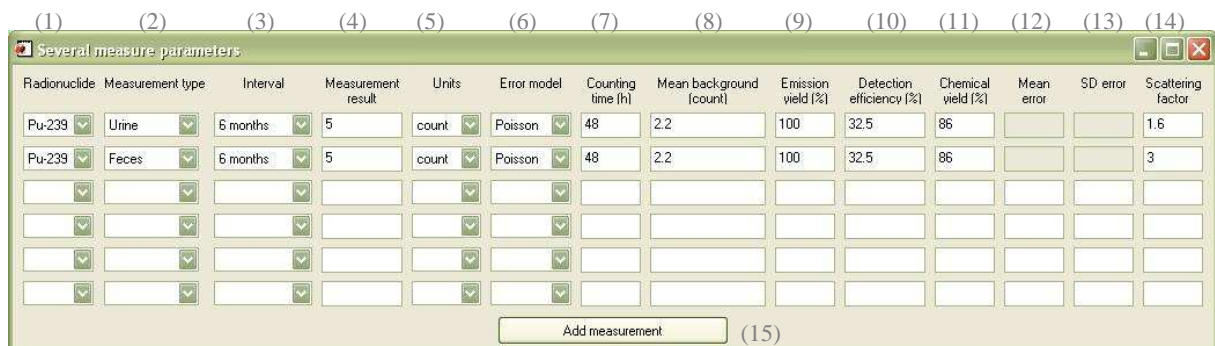 (1) (2) (3) (4) (5) (6) (7) (8) (9) (10) (11) (12) (13) (14)
Several measure parameters
Radionuclide Measurement type Interval Measurement result Units Error model Counting time (h) Mean background (count) Emission yield (%) Detection efficiency (%) Chemical yield (%) Mean error SD error Scattering factor
Pu-239 Urine 6 months 5 count Poisson 48 2.2 100 32.5 86 1.6
Pu-239 Feces 6 months 5 count Poisson 48 2.2 100 32.5 86 3
Add measurement (15)